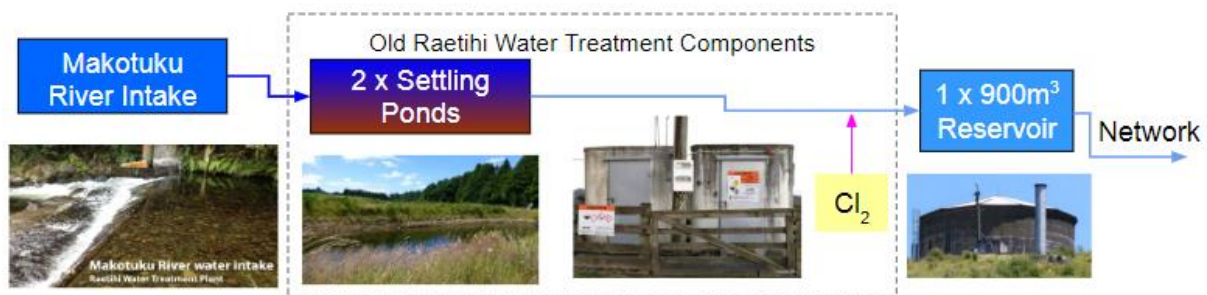 Old Raetihi Water Treatment Components
Makotuku
River Intake
2 x Settling
Ponds
1 x 900m³
Reservoir
Network
Cl₂
Makotuku River water intake
Raetihi Water Treatment Plant